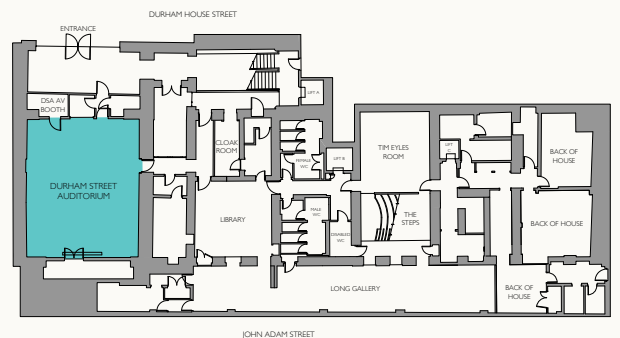 DURHAM HOUSE STREET
ENTRANCE
LIFT A
DSA AV
BOOTH
CLOAK
ROOM
FEMALE
WC
LIFT B
TIM EYLES
ROOM
LIFT
C
BACK OF
HOUSE
DURHAM STREET
AUDITORIUM
LIBRARY
MALE
WC
DISABLED
WC
THE
STEPS
BACK OF HOUSE
LONG GALLERY
BACK OF
HOUSE
JOHN ADAM STREET